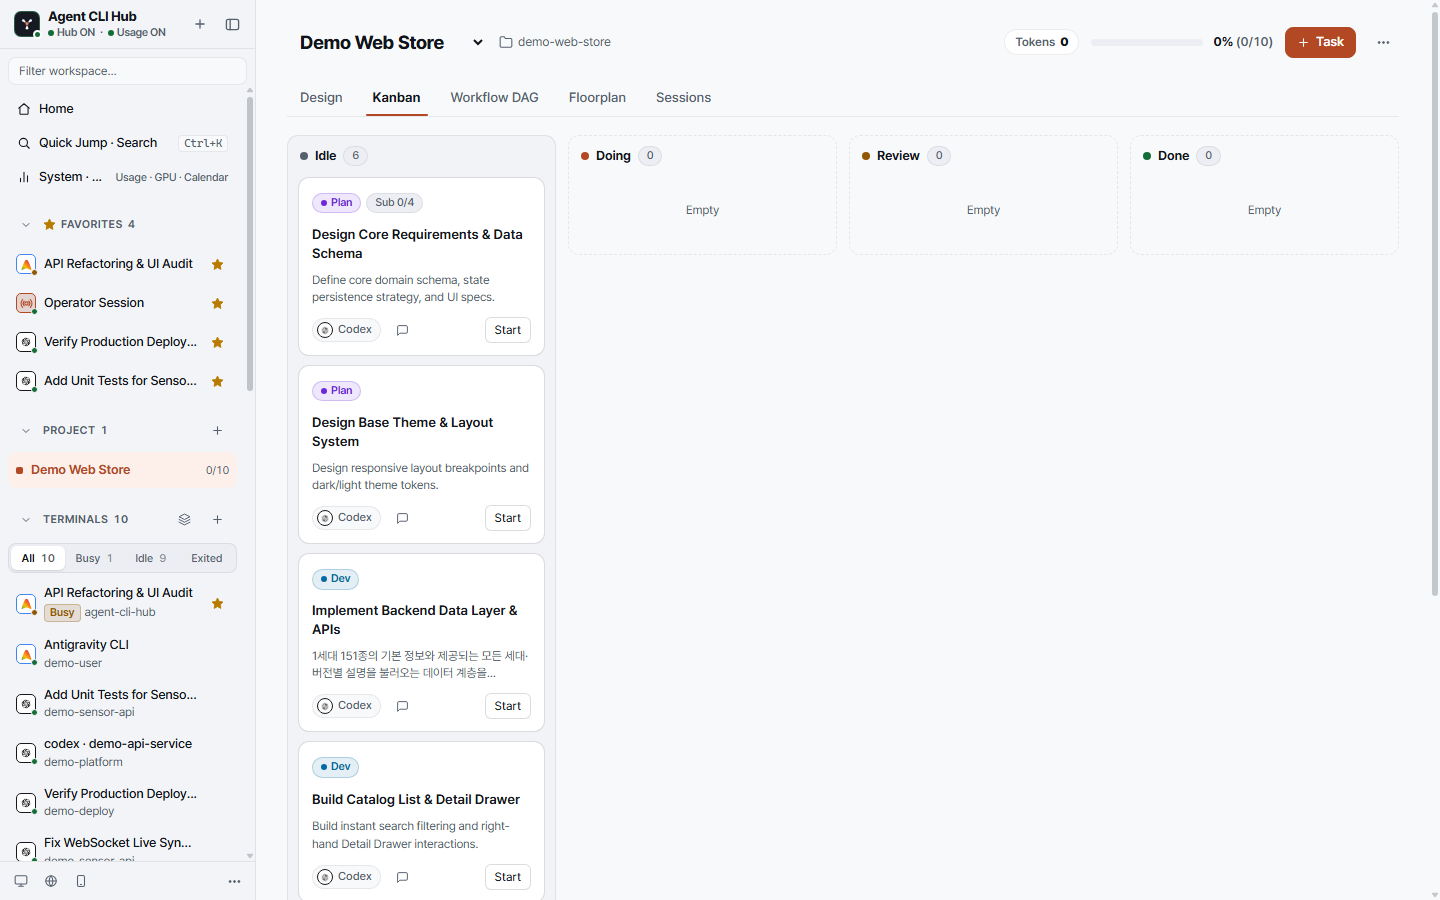 Agent CLI Hub
Hub ON · Usage ON
Filter workspace...
Home
Quick Jump · Search Ctrl+K
System · ... Usage · GPU · Calendar
FAVORITES 4
API Refactoring & UI Audit
Operator Session
Verify Production Deploy...
Add Unit Tests for Senso...
PROJECT 1
Demo Web Store 0/10
TERMINALS 10
All 10 Busy 1 Idle 9 Exited
API Refactoring & UI Audit
Busy agent-cli-hub
Antigravity CLI
demo-user
Add Unit Tests for Senso...
demo-sensor-api
codex · demo-api-service
demo-platform
Verify Production Deploy...
demo-deploy
Fix WebSocket Live Syn...
demo-sensor-api
Demo Web Store demo-web-store Tokens 0 0% (0/10) + Task
Design Kanban Workflow DAG Floorplan Sessions
Idle 6
Plan Sub 0/4
Design Core Requirements & Data
Schema
Define core domain schema, state
persistence strategy, and UI specs.
Codex Start
Plan
Design Base Theme & Layout
System
Design responsive layout breakpoints and
dark/light theme tokens.
Codex Start
Dev
Implement Backend Data Layer &
APIs
1세대 151종의 기본 정보와 제공되는 모든 세대·
버전별 설명을 불러오는 데이터 계층을...
Codex Start
Dev
Build Catalog List & Detail Drawer
Build instant search filtering and right-
hand Detail Drawer interactions.
Codex Start
Doing 0
Empty
Review 0
Empty
Done 0
Empty